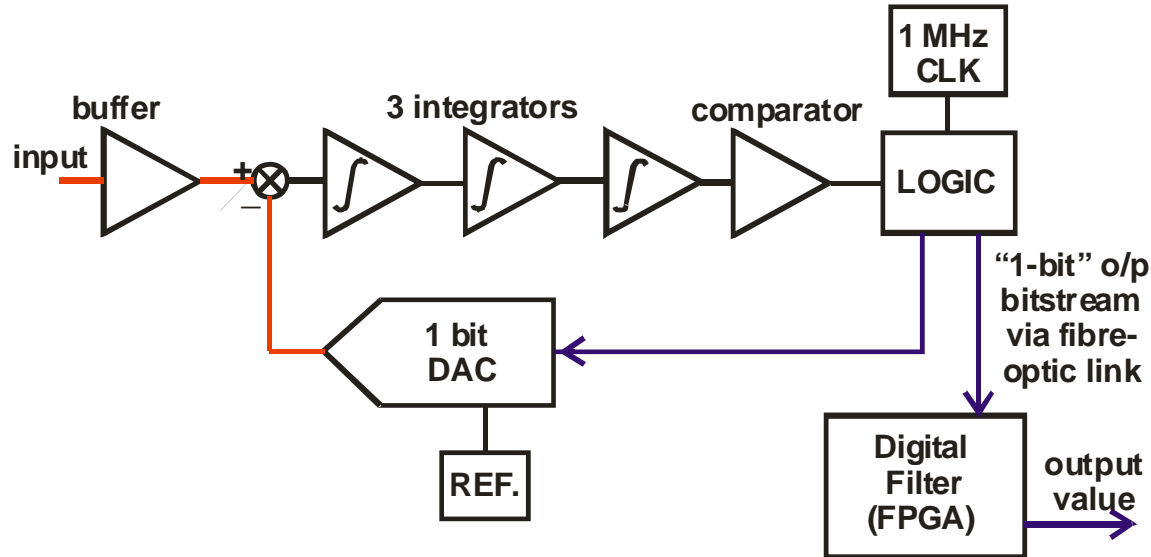 1 MHz
CLK
buffer
3 integrators
comparator
input
+
_
LOGIC
1 bit
DAC
REF.
“1-bit” o/p
bitstream
via fibre-
optic link
Digital
Filter
(FPGA)
output
value